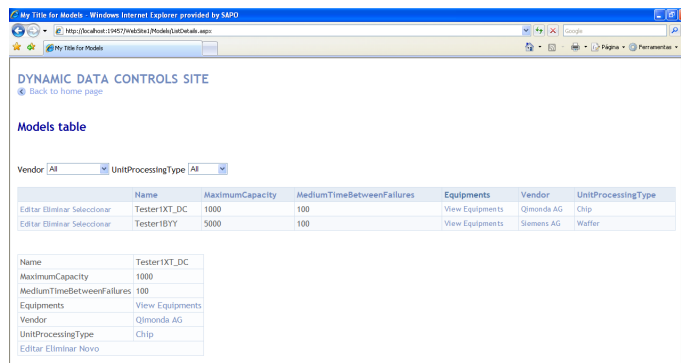 My Title for Models - Windows Internet Explorer provided by SAPO
http://localhost:19457/WebSite1/Models/ListDetails.aspx
Google
My Title for Models
Página
Ferramentas
DYNAMIC DATA CONTROLS SITE
Back to home page
Models table
Vendor All UnitProcessingType All
Name MaximumCapacity MediumTimeBetweenFailures Equipments Vendor UnitProcessingType
Editar Eliminar Seleccionar Tester1XT_DC 1000 100 View Equipments Qimonda AG Chip
Editar Eliminar Seleccionar Tester1BYY 5000 100 View Equipments Siemens AG Waffer
Name Tester1XT_DC
MaximumCapacity 1000
MediumTimeBetweenFailures 100
Equipments View Equipments
Vendor Qimonda AG
UnitProcessingType Chip
Editar Eliminar Novo